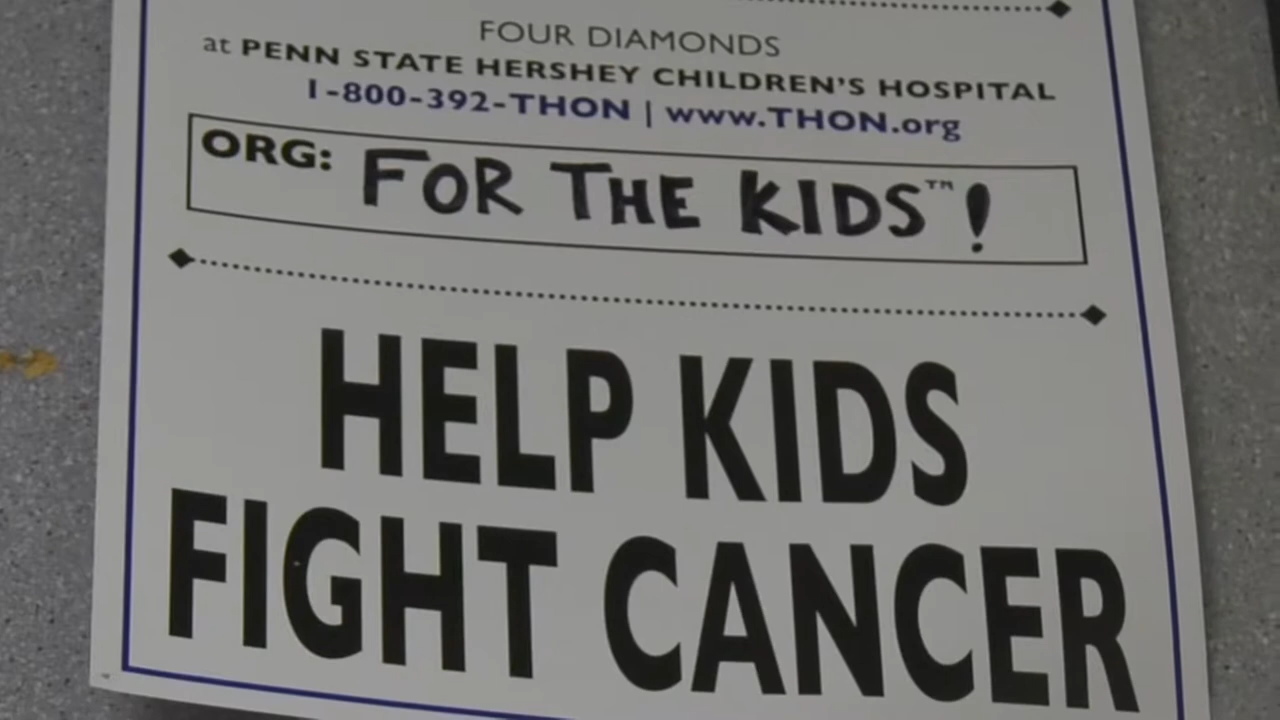 FOUR DIAMONDS
at PENN STATE HERSHEY CHILDREN'S HOSPITAL
1-800-392-THON | www.THON.org
ORG: FOR THE KIDS™!
HELP KIDS
FIGHT CANCER